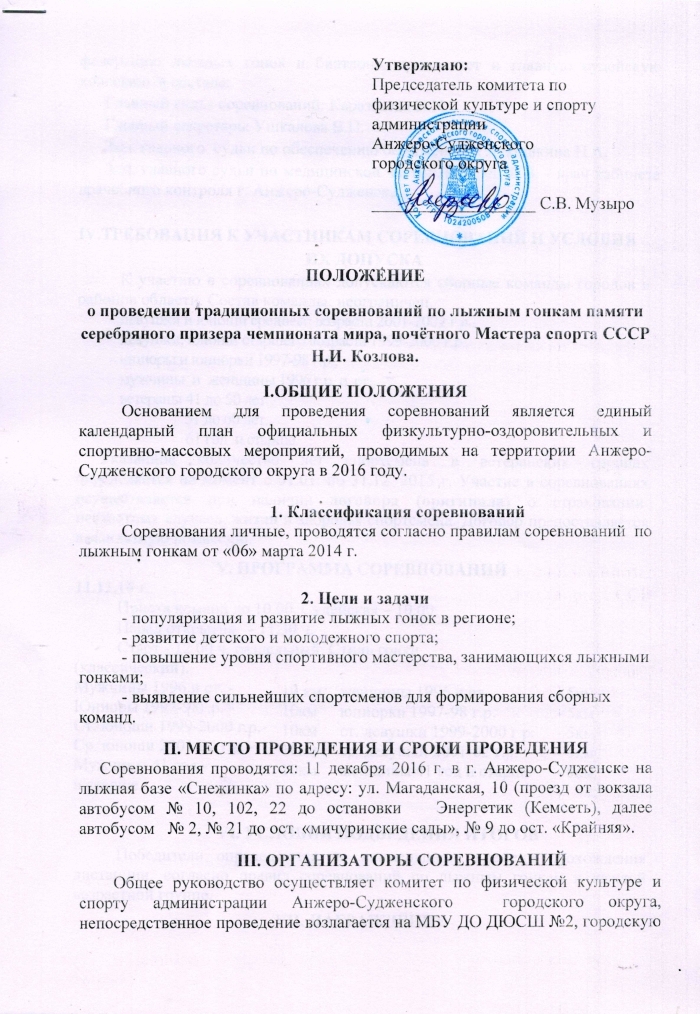 Утверждаю:
Председатель комитета по
физической культуре и спорту
администрации
Анжеро-Судженского
городского округа
С.В. Музыро
ПОЛОЖЕНИЕ
о проведении традиционных соревнований по лыжным гонкам памяти
серебряного призера чемпионата мира, почётного Мастера спорта СССР
Н.И. Козлова.
I.ОБЩИЕ ПОЛОЖЕНИЯ
Основанием для проведения соревнований является единый
календарный план официальных физкультурно-оздоровительных и
спортивно-массовых мероприятий, проводимых на территории Анжеро-
Судженского городского округа в 2016 году.
1. Классификация соревнований
Соревнования личные, проводятся согласно правилам соревнований по
лыжным гонкам от «06» марта 2014 г.
2. Цели и задачи
- популяризация и развитие лыжных гонок в регионе;
- развитие детского и молодежного спорта;
- повышение уровня спортивного мастерства, занимающихся лыжными
гонками;
- выявление сильнейших спортсменов для формирования сборных
команд.
II. МЕСТО ПРОВЕДЕНИЯ И СРОКИ ПРОВЕДЕНИЯ
Соревнования проводятся: 11 декабря 2016 г. в г. Анжеро-Судженске на
лыжная базе «Снежинка» по адресу: ул. Магаданская, 10 (проезд от вокзала
автобусом № 10, 102, 22 до остановки Энергетик (Кемсеть), далее
автобусом № 2, № 21 до ост. «мичуринские сады», № 9 до ост. «Крайняя».
III. ОРГАНИЗАТОРЫ СОРЕВНОВАНИЙ
Общее руководство осуществляет комитет по физической культуре и
спорту администрации Анжеро-Судженского городского округа,
непосредственное проведение возлагается на МБУ ДО ДЮСШ №2, городскую